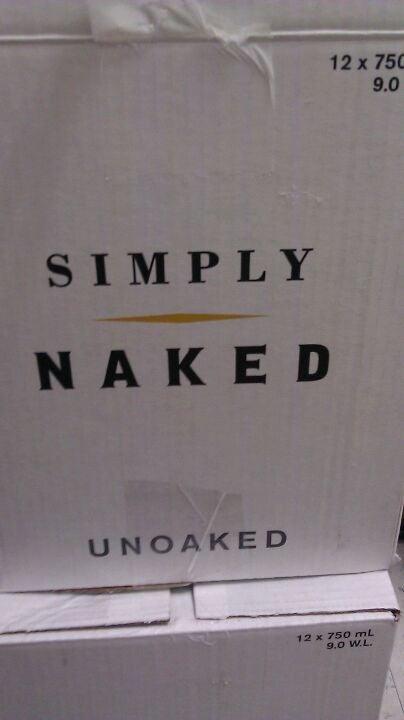 12 x 750
9.0
SIMPLY
NAKED
UNOAKED
12 x 750 mL
9.0 W.L.